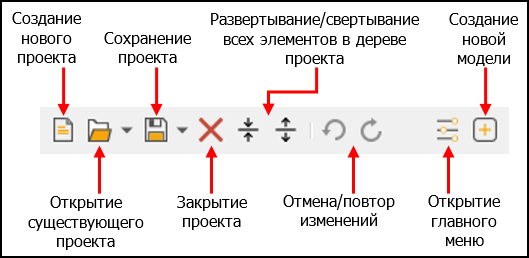 Создание
нового
проекта
Сохранение
проекта
Развертывание/свертывание
всех элементов в дереве
проекта
Создание
новой
модели
Открытие
существующего
проекта
Закрытие
проекта
Отмена/повтор
изменений
Открытие
главного
меню